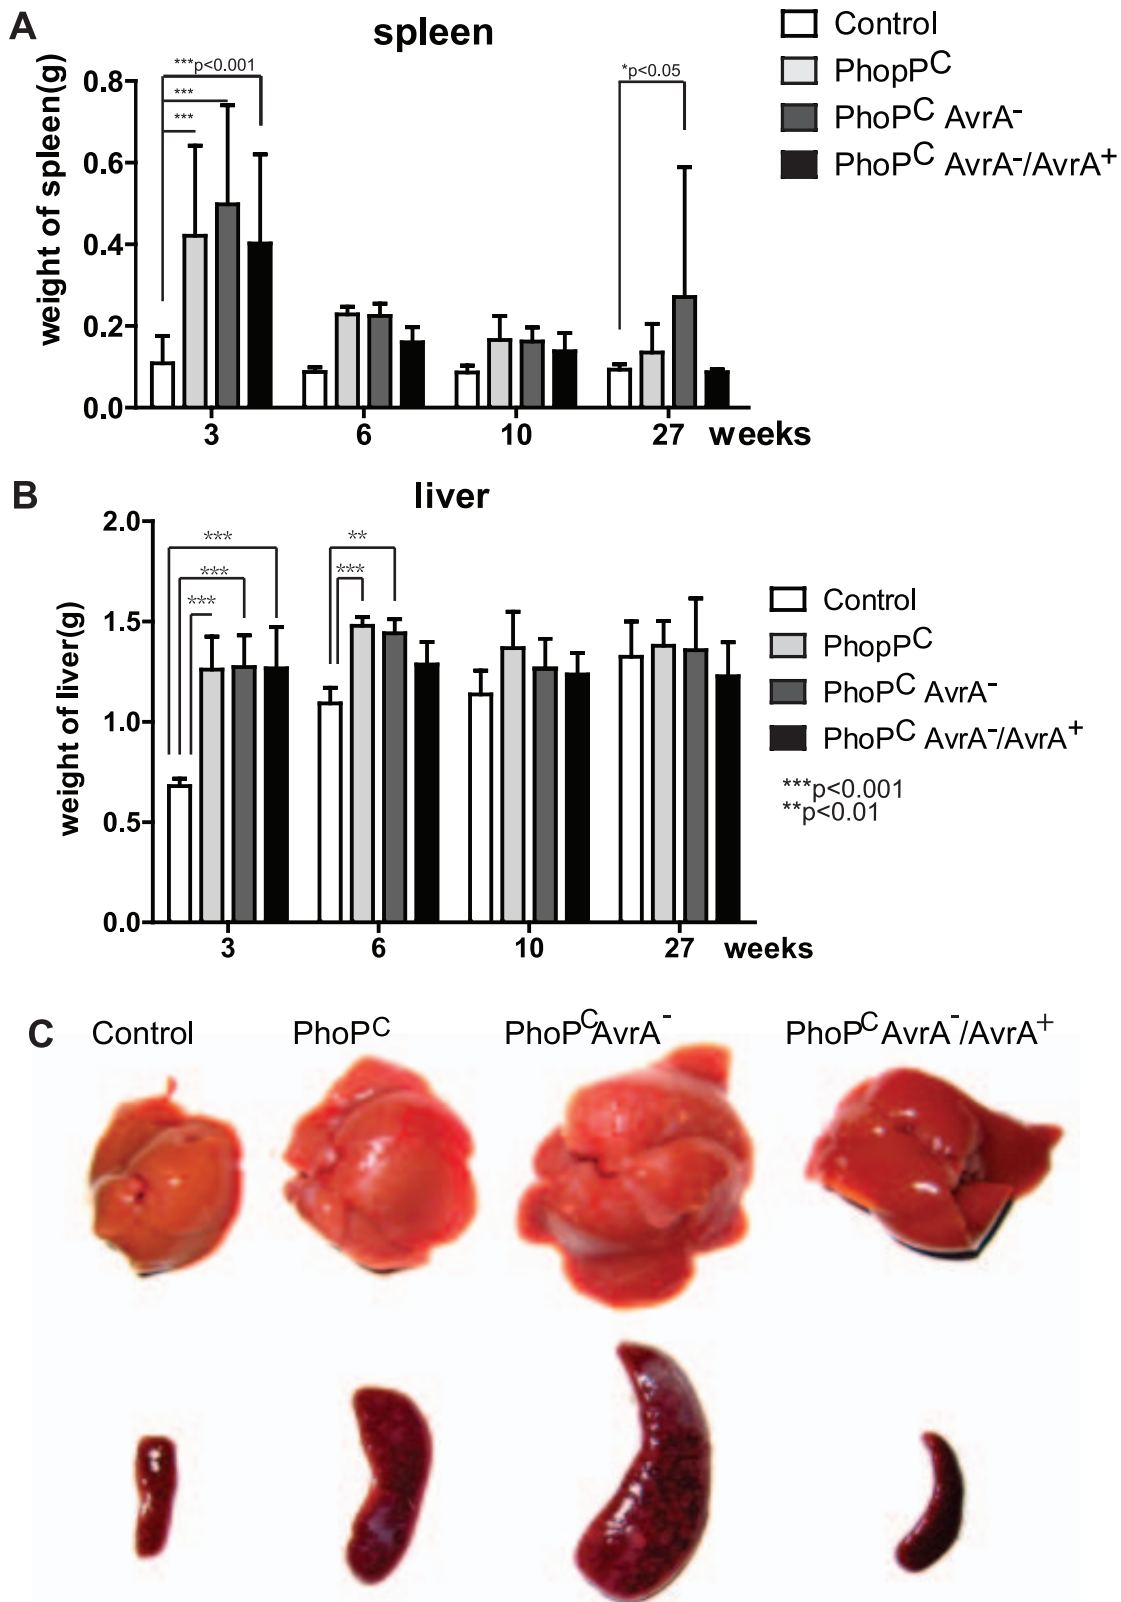 A
spleen
Control
PhopP^C
PhoP^C AvrA^-
PhoP^C AvrA^-/AvrA^+
***p<0.001
***
***
*p<0.05
weight of spleen(g)
0.8
0.6
0.4
0.2
0.0
3 6 10 27 weeks
B
liver
weight of liver(g)
2.0
1.5
1.0
0.5
0.0
***
***
***
**
***
Control
PhopP^C
PhoP^C AvrA^-
PhoP^C AvrA^-/AvrA^+
***p<0.001
**p<0.01
3 6 10 27 weeks
C
Control PhoP^C PhoP^C AvrA^- PhoP^C AvrA^-/AvrA^+